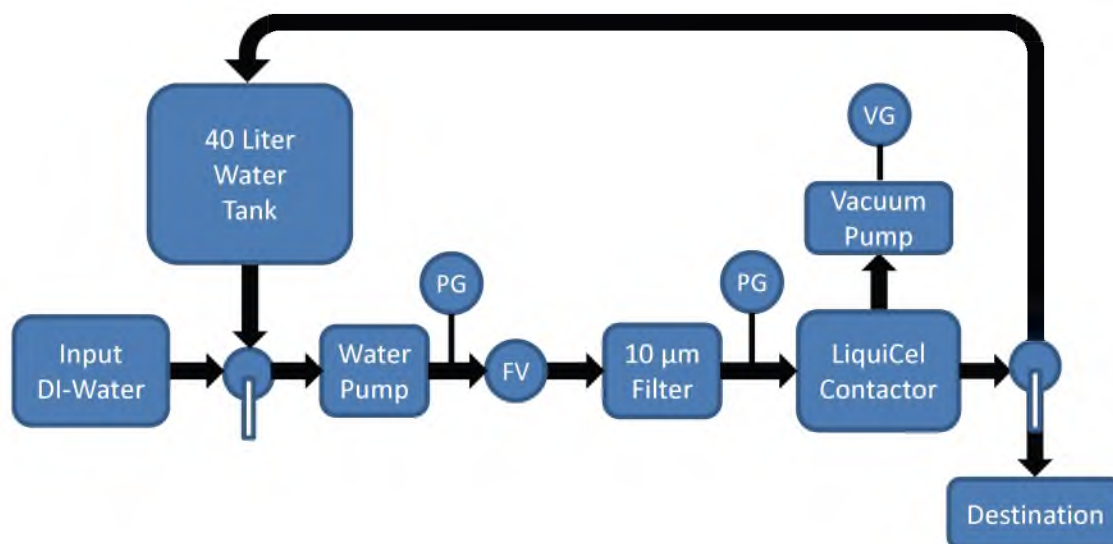 40 Liter
Water
Tank
VG
Vacuum
Pump
PG
PG
Input
DI-Water
Water
Pump
FV
10 µm
Filter
LiquiCel
Contactor
Destination